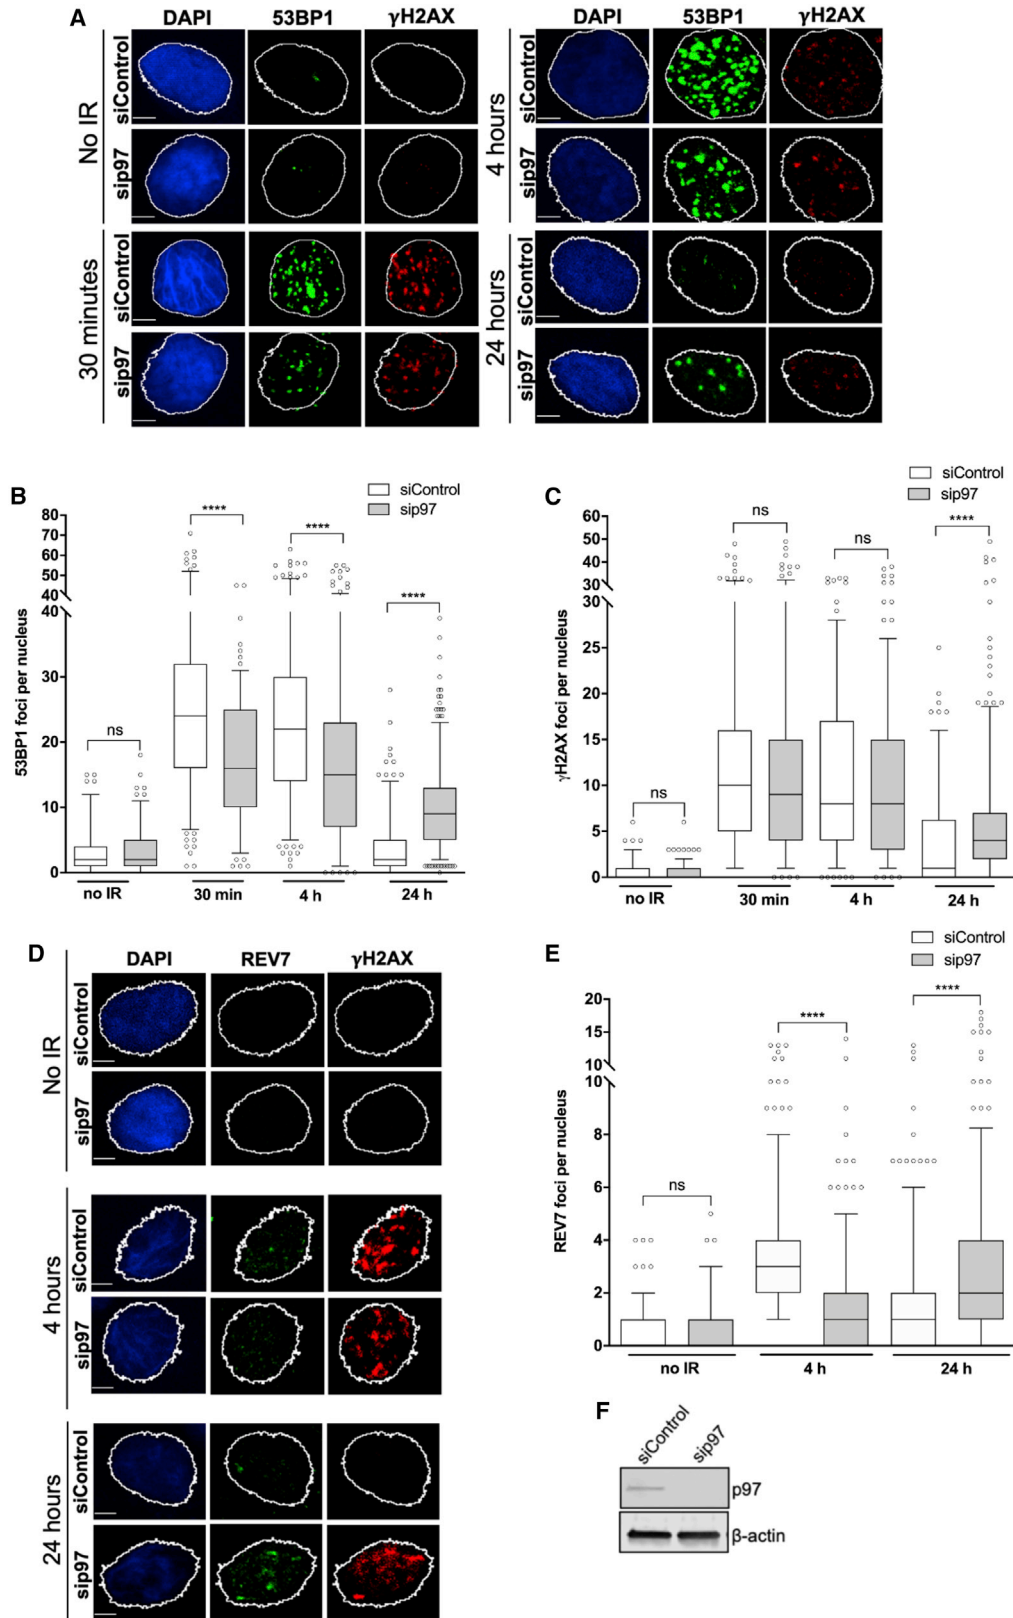 A
DAPI 53BP1 γH2AX
DAPI 53BP1 γH2AX
No IR
siControl
sip97
30 minutes
siControl
sip97
4 hours
siControl
sip97
24 hours
siControl
sip97
B
siControl
sip97
53BP1 foci per nucleus
80
70
60
50
40
40
30
20
10
0
ns
****
****
****
no IR 30 min 4 h 24 h
C
siControl
sip97
γH2AX foci per nucleus
60
50
40
30
30
25
20
15
10
5
0
ns
ns
ns
****
no IR 30 min 4 h 24 h
D
DAPI REV7 γH2AX
No IR
siControl
sip97
4 hours
siControl
sip97
24 hours
siControl
sip97
E
siControl
sip97
REV7 foci per nucleus
20
15
10
10
8
6
4
2
0
ns
****
****
no IR 4 h 24 h
F
siControl sip97
p97
β-actin